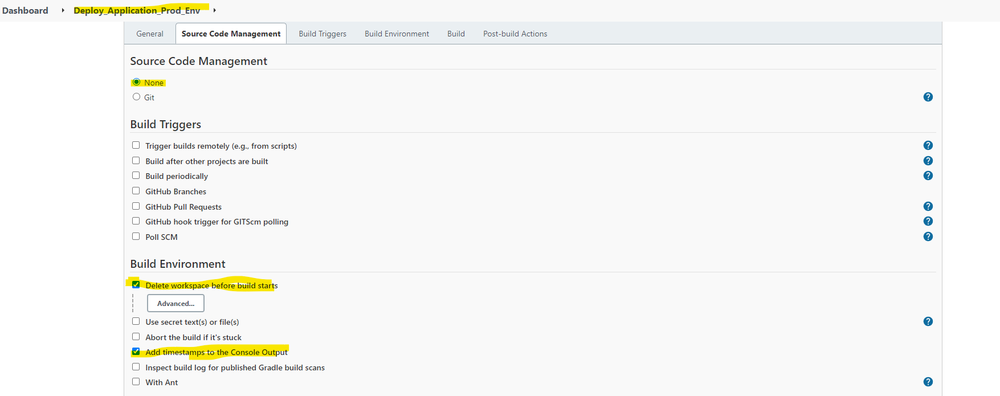 Dashboard Deploy_Application_Prod_Env
General Source Code Management Build Triggers Build Environment Build Post-build Actions
Source Code Management
None
Git ?
Build Triggers
Trigger builds remotely (e.g., from scripts) ?
Build after other projects are built ?
Build periodically ?
GitHub Branches
GitHub Pull Requests ?
GitHub hook trigger for GITScm polling ?
Poll SCM ?
Build Environment
Delete workspace before build starts
Advanced...
Use secret text(s) or file(s) ?
Abort the build if it's stuck
Add timestamps to the Console Output
Inspect build log for published Gradle build scans
With Ant ?